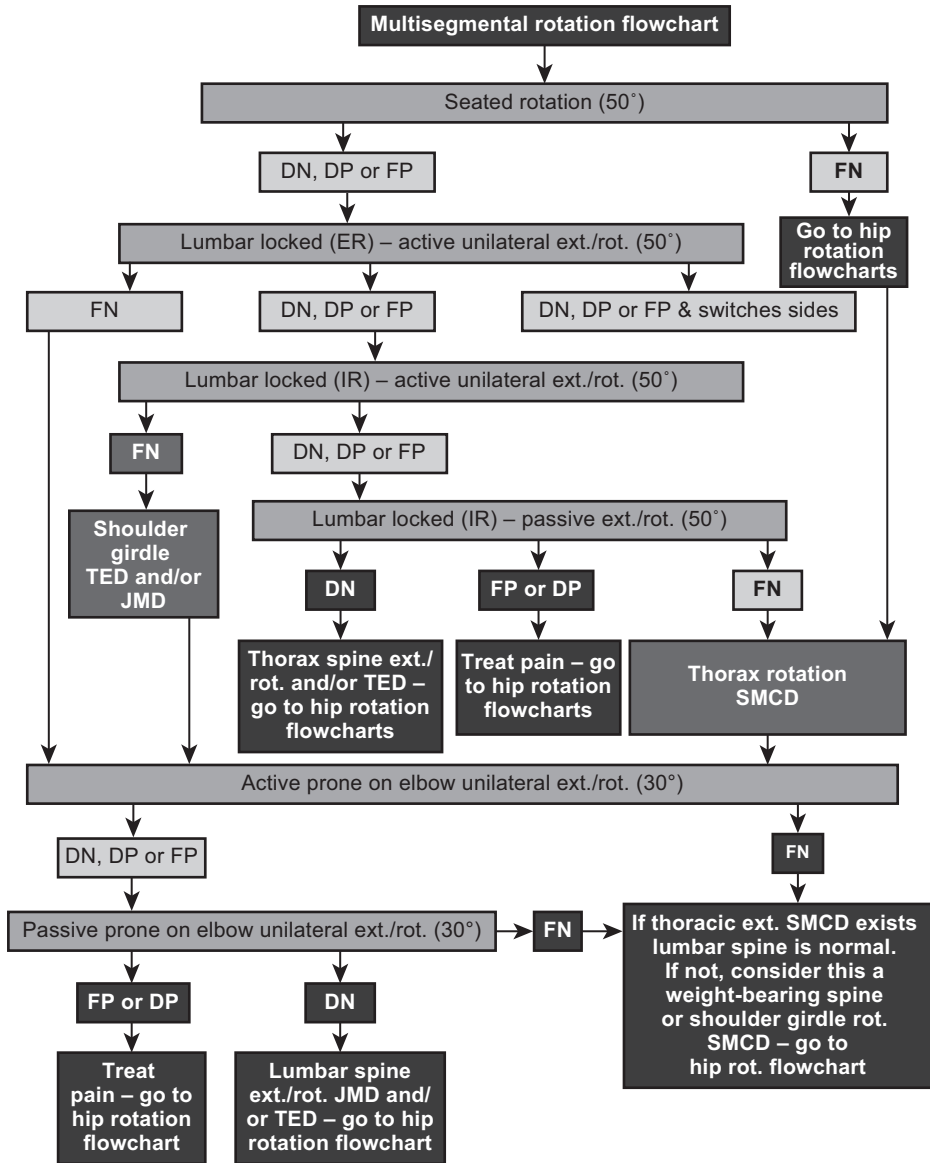 Multisegmental rotation flowchart
Seated rotation (50˚)
DN, DP or FP
FN
Lumbar locked (ER) – active unilateral ext./rot. (50˚)
Go to hip
rotation
flowcharts
FN
DN, DP or FP
DN, DP or FP & switches sides
Lumbar locked (IR) – active unilateral ext./rot. (50˚)
FN
DN, DP or FP
Lumbar locked (IR) – passive ext./rot. (50˚)
Shoulder
girdle
TED and/or
JMD
DN
FP or DP
FN
Thorax spine ext./
rot. and/or TED –
go to hip rotation
flowcharts
Treat pain – go
to hip rotation
flowcharts
Thorax rotation
SMCD
Active prone on elbow unilateral ext./rot. (30°)
DN, DP or FP
FN
Passive prone on elbow unilateral ext./rot. (30°)
FN
If thoracic ext. SMCD exists
lumbar spine is normal.
If not, consider this a
weight-bearing spine
or shoulder girdle rot.
SMCD – go to
hip rot. flowchart
FP or DP
DN
Treat
pain – go to
hip rotation
flowchart
Lumbar spine
ext./rot. JMD and/
or TED – go to hip
rotation flowchart